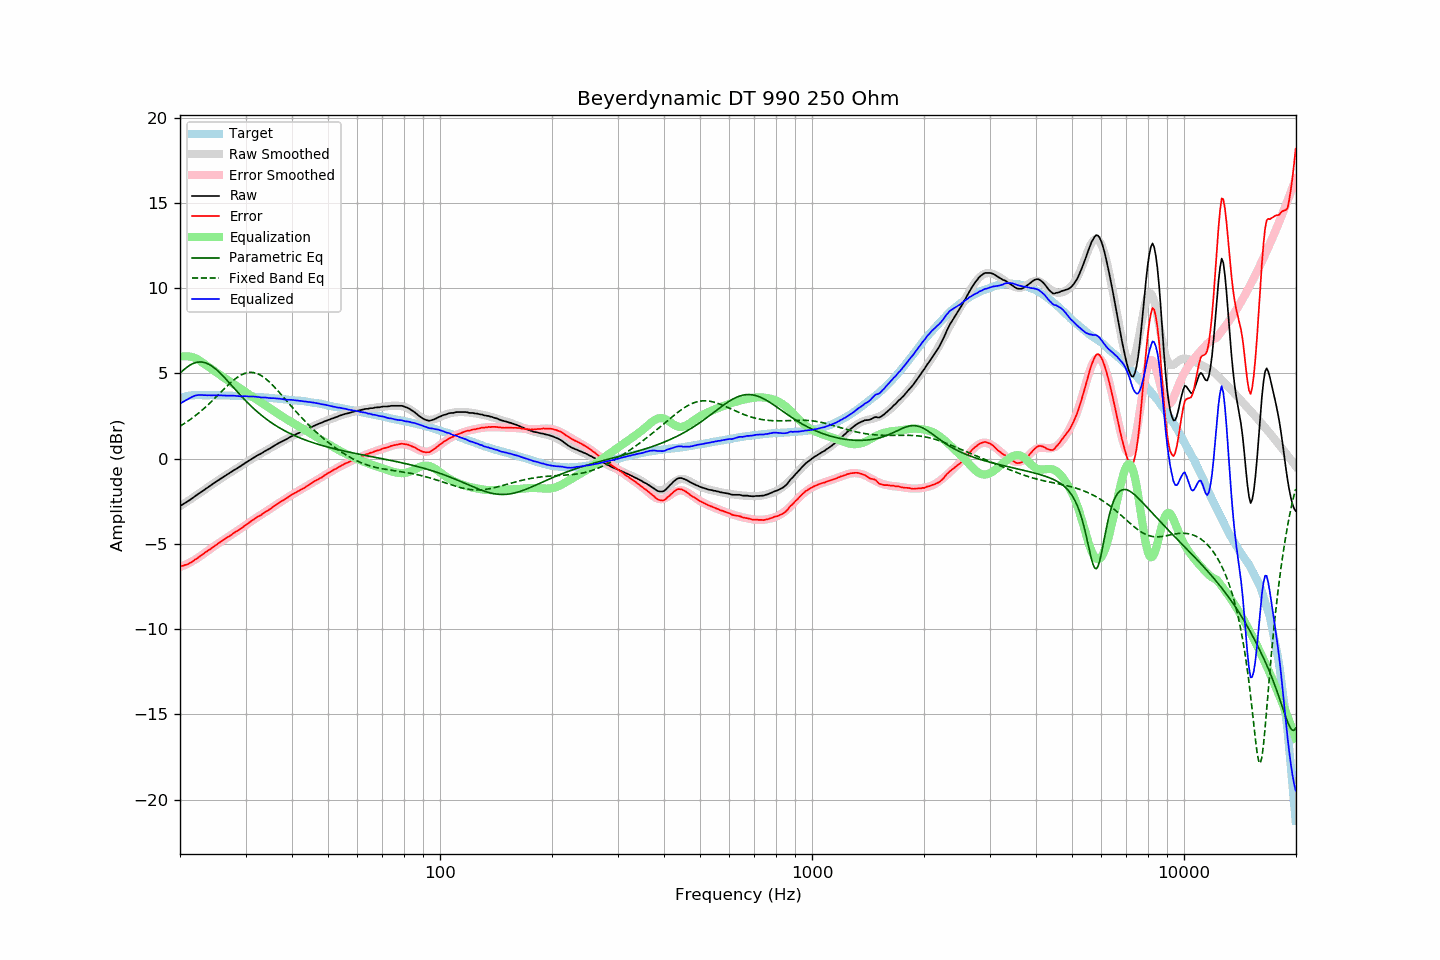 Beyerdynamic DT 990 250 Ohm
Target
Raw Smoothed
Error Smoothed
Raw
Error
Equalization
Parametric Eq
Fixed Band Eq
Equalized
20
15
10
5
0
−5
−10
−15
−20
Amplitude (dBr)
100
1000
10000
Frequency (Hz)